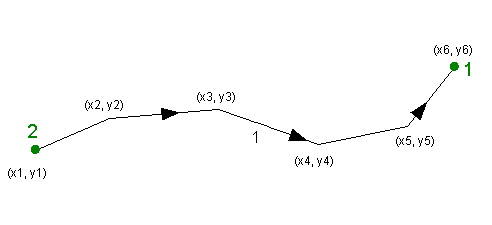 (x6, y6)
1
(x2, y2)
(x3, y3)
2
1
(x5, y5)
(x4, y4)
(x1, y1)